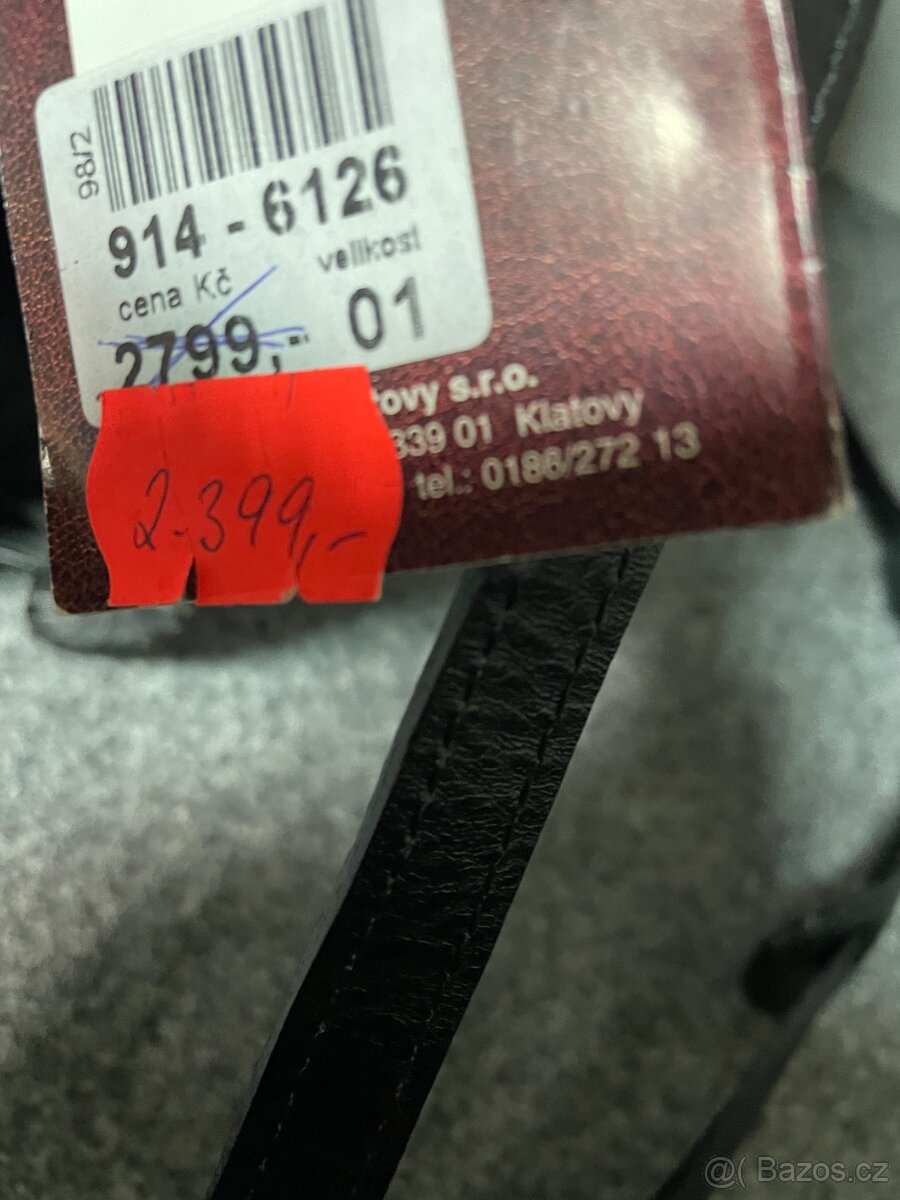 98/2
914 - 6126
cena Kč velikost
2799,- 01
2.399,-
tovy s.r.o.
339 01 Klatovy
tel.: 0186/272 13
@( Bazos.cz